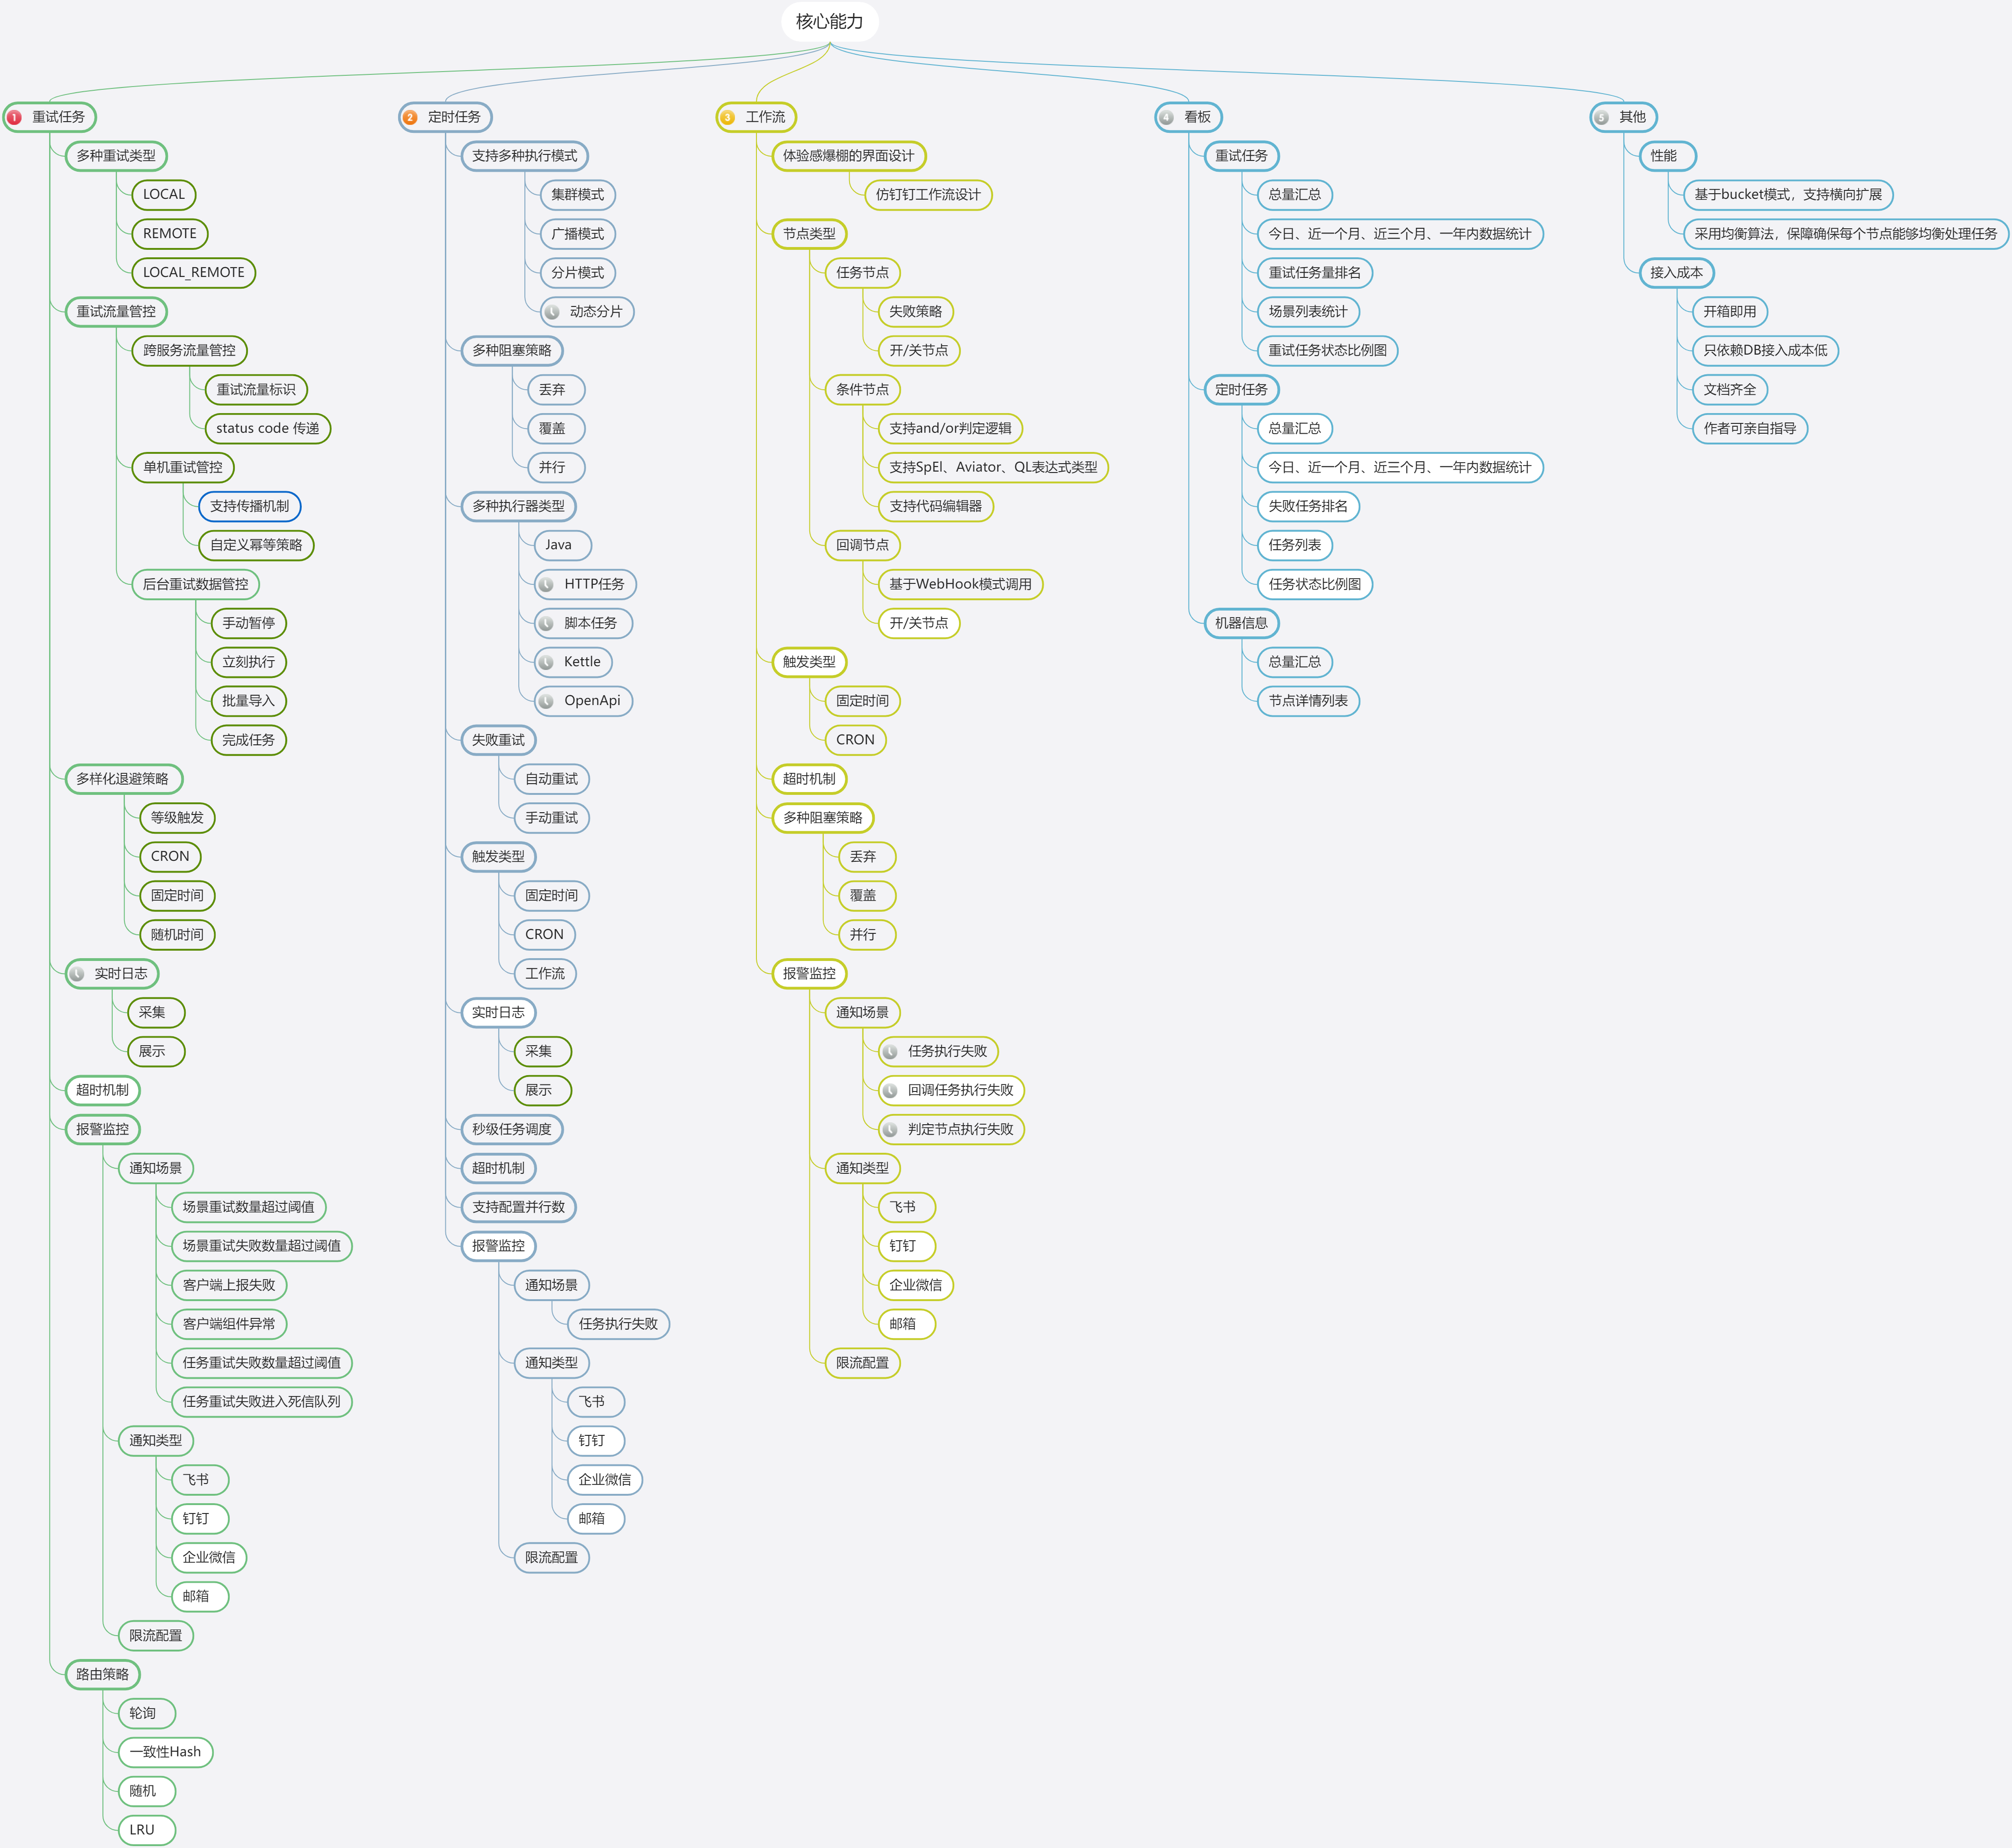 核心能力
1 重试任务
多种重试类型
LOCAL
REMOTE
LOCAL_REMOTE
重试流量管控
跨服务流量管控
重试流量标识
status code 传递
单机重试管控
支持传播机制
自定义幂等策略
后台重试数据管控
手动暂停
立刻执行
批量导入
完成任务
多样化退避策略
等级触发
CRON
固定时间
随机时间
实时日志
采集
展示
超时机制
报警监控
通知场景
场景重试数量超过阈值
场景重试失败数量超过阈值
客户端上报失败
客户端组件异常
任务重试失败数量超过阈值
任务重试失败进入死信队列
通知类型
飞书
钉钉
企业微信
邮箱
限流配置
路由策略
轮询
一致性Hash
随机
LRU
2 定时任务
支持多种执行模式
集群模式
广播模式
分片模式
动态分片
多种阻塞策略
丢弃
覆盖
并行
多种执行器类型
Java
HTTP任务
脚本任务
Kettle
OpenApi
失败重试
自动重试
手动重试
触发类型
固定时间
CRON
工作流
实时日志
采集
展示
秒级任务调度
超时机制
支持配置并行数
报警监控
通知场景
任务执行失败
通知类型
飞书
钉钉
企业微信
邮箱
限流配置
3 工作流
体验感爆棚的界面设计
仿钉钉工作流设计
节点类型
任务节点
失败策略
开/关节点
条件节点
支持and/or判定逻辑
支持SpEl、Aviator、QL表达式类型
支持代码编辑器
回调节点
基于WebHook模式调用
开/关节点
触发类型
固定时间
CRON
超时机制
多种阻塞策略
丢弃
覆盖
并行
报警监控
通知场景
任务执行失败
回调任务执行失败
判定节点执行失败
通知类型
飞书
钉钉
企业微信
邮箱
限流配置
4 看板
重试任务
总量汇总
今日、近一个月、近三个月、一年内数据统计
重试任务量排名
场景列表统计
重试任务状态比例图
定时任务
总量汇总
今日、近一个月、近三个月、一年内数据统计
失败任务排名
任务列表
任务状态比例图
机器信息
总量汇总
节点详情列表
5 其他
性能
基于bucket模式，支持横向扩展
采用均衡算法，保障确保每个节点能够均衡处理任务
接入成本
开箱即用
只依赖DB接入成本低
文档齐全
作者可亲自指导